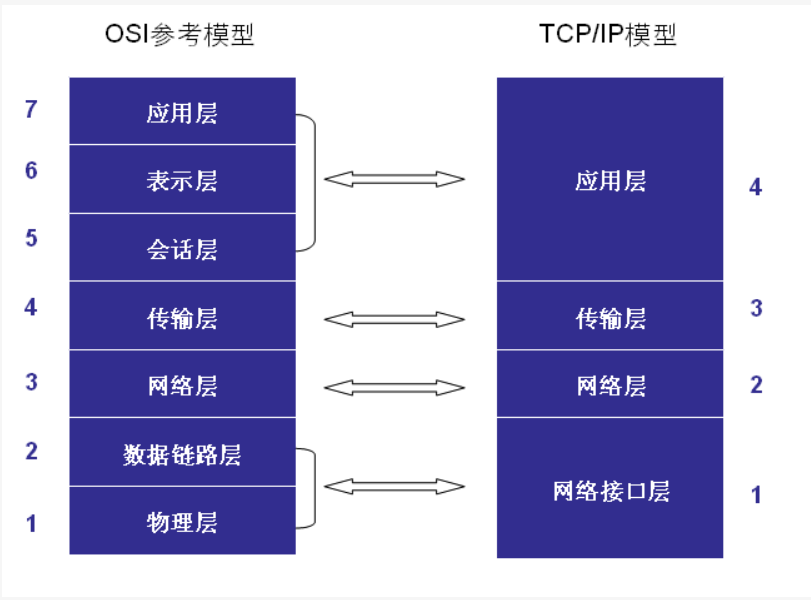 OSI参考模型
TCP/IP模型
7
应用层
6
表示层
5
会话层
4
传输层
3
网络层
2
数据链路层
1
物理层
应用层
4
传输层
3
网络层
2
网络接口层
1